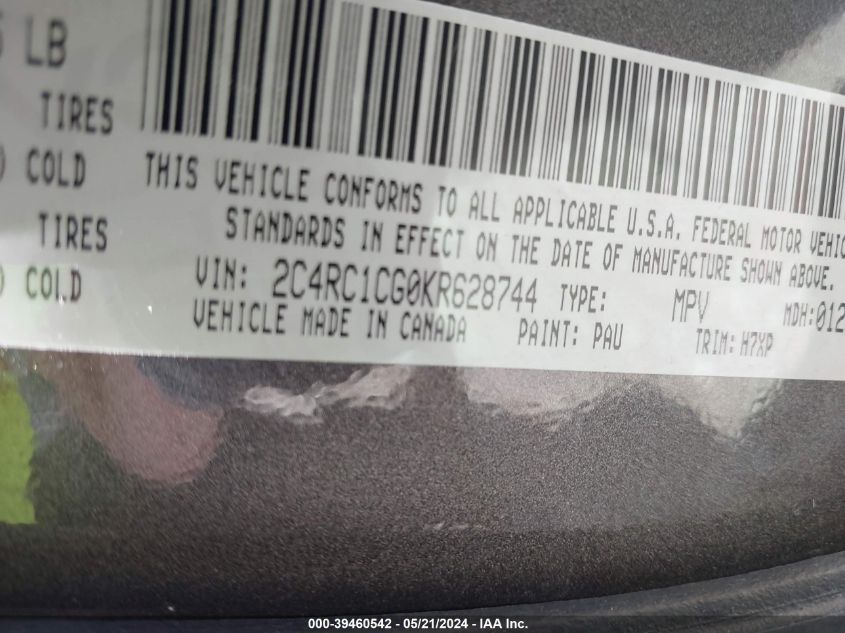 LB
TIRES
COLD
TIRES
COLD
THIS VEHICLE CONFORMS TO ALL APPLICABLE U.S.A. FEDERAL MOTOR VEHIC
STANDARDS IN EFFECT ON THE DATE OF MANUFACTURE SHOWN ABOVE.
VIN: 2C4RC1CG0KR628744 TYPE: MPV MDH:012
VEHICLE MADE IN CANADA PAINT: PAU TRIM: H7XP
000-39460542 - 05/21/2024 - IAA Inc.